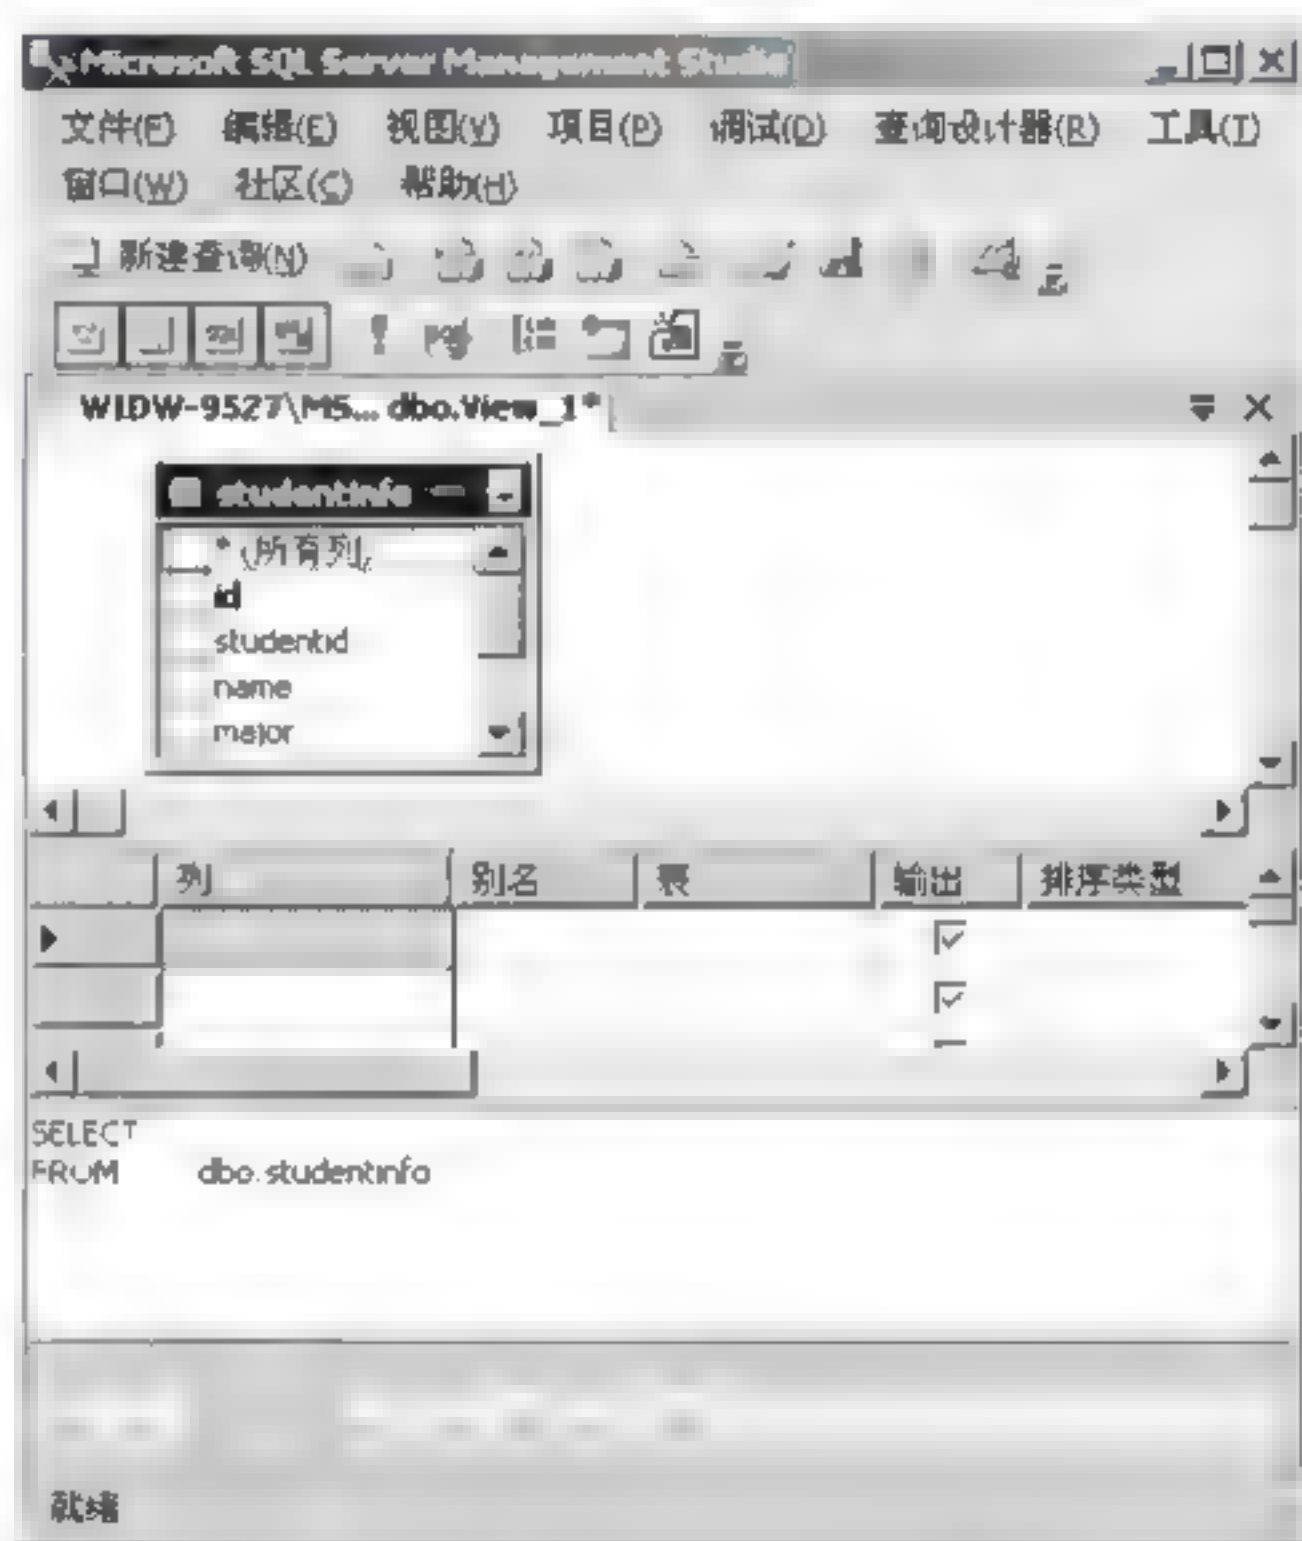 Microsoft SQL Server Management Studio
文件(F) 编辑(E) 视图(V) 项目(P) 调试(D) 查询设计器(R) 工具(T)
窗口(W) 社区(C) 帮助(H)
新建查询(N)
WIDW-9527\MS... dbo.View_1*
studentinfo
* (所有列)
id
studentid
name
major
列 别名 表 输出 排序类型
SELECT
FROM dbo.studentinfo
就绪